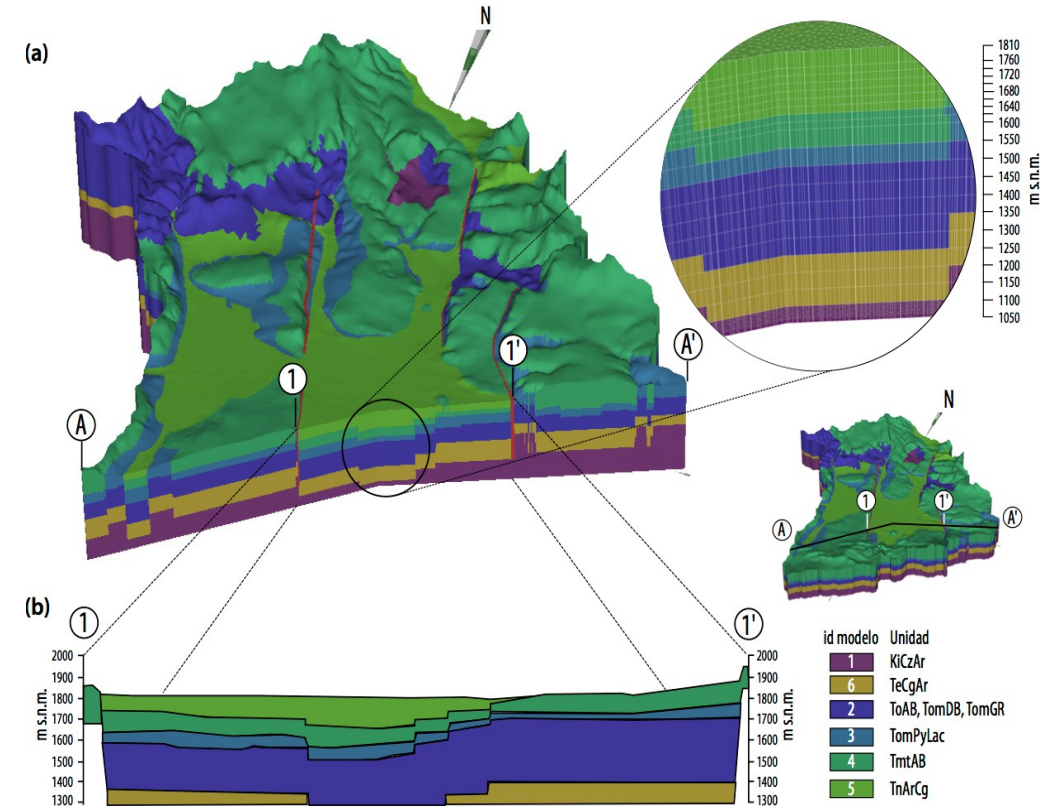 (a)
N
1810
1760
1720
1680
1640
1600
1550
1500
1450
1400
1350
1300
1250
1200
1150
1100
1050
m s.n.m.
1
1'
A
A'
N
1
1'
A
A'
(b)
1
1'
2000
1900
1800
1700
1600
1500
1400
1300
m s.n.m.
2000
1900
1800
1700
1600
1500
1400
1300
m s.n.m.
id modelo Unidad
1 KiCzAr
6 TeCgAr
2 ToAB, TomDB, TomGR
3 TomPyLac
4 TmtAB
5 TnArCg